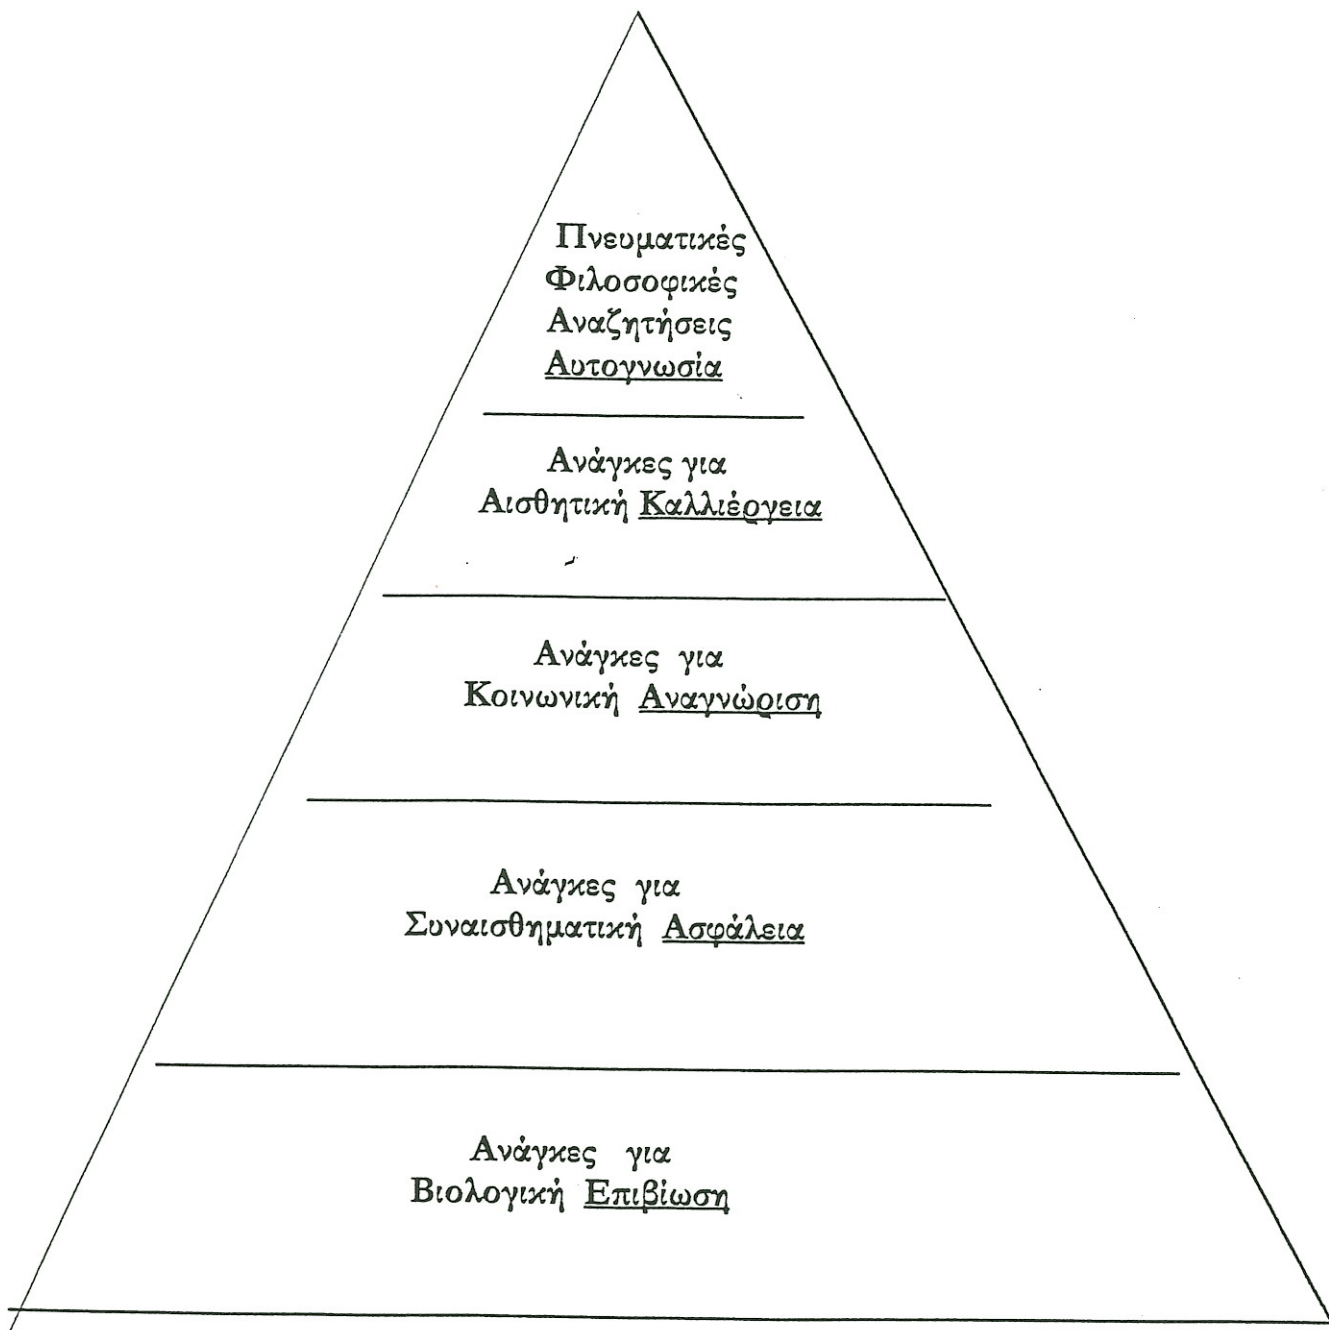 Πνευματικές
Φιλοσοφικές
Αναζητήσεις
Αυτογνωσία
Ανάγκες για
Αισθητική Καλλιέργεια
Ανάγκες για
Κοινωνική Αναγνώριση
Ανάγκες για
Συναισθηματική Ασφάλεια
Ανάγκες για
Βιολογική Επιβίωση